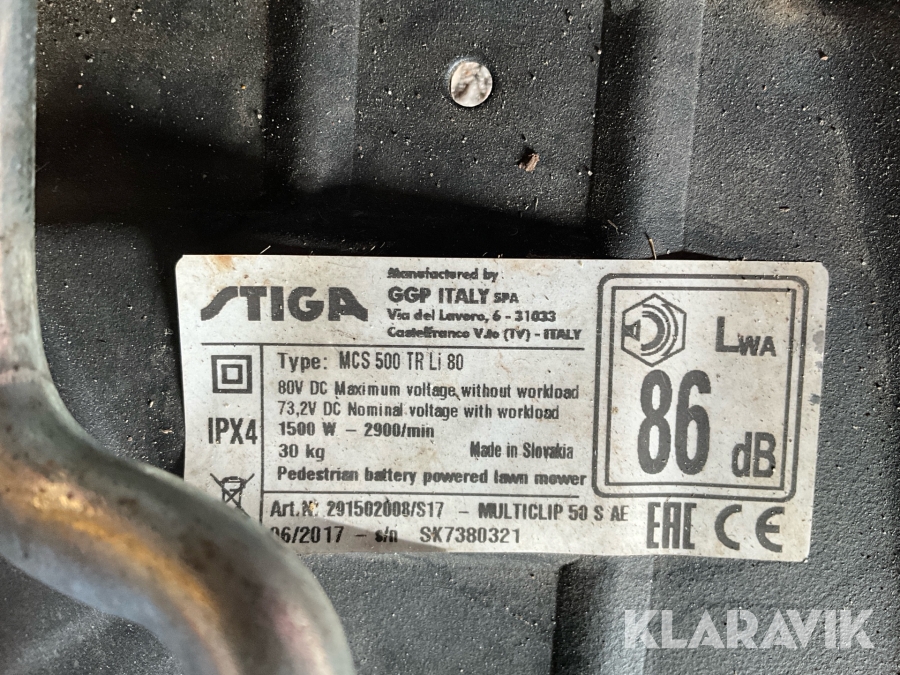 STIGA
Manufactured by
GGP ITALY SPA
Via del Lavoro, 6 - 31033
Castelfranco V.to (TV) - ITALY
LWA
86 dB
IPX4
Type: MCS 500 TR Li 80
80V DC Maximum voltage without workload
73,2V DC Nominal voltage with workload
1500 W - 2900/min
30 kg Made in Slovakia
Pedestrian battery powered lawn mower
Art.N. 291502008/S17 - MULTICLIP 50 S AE
06/2017 - s/n SK7380321
EAC CE
KLARAVIK